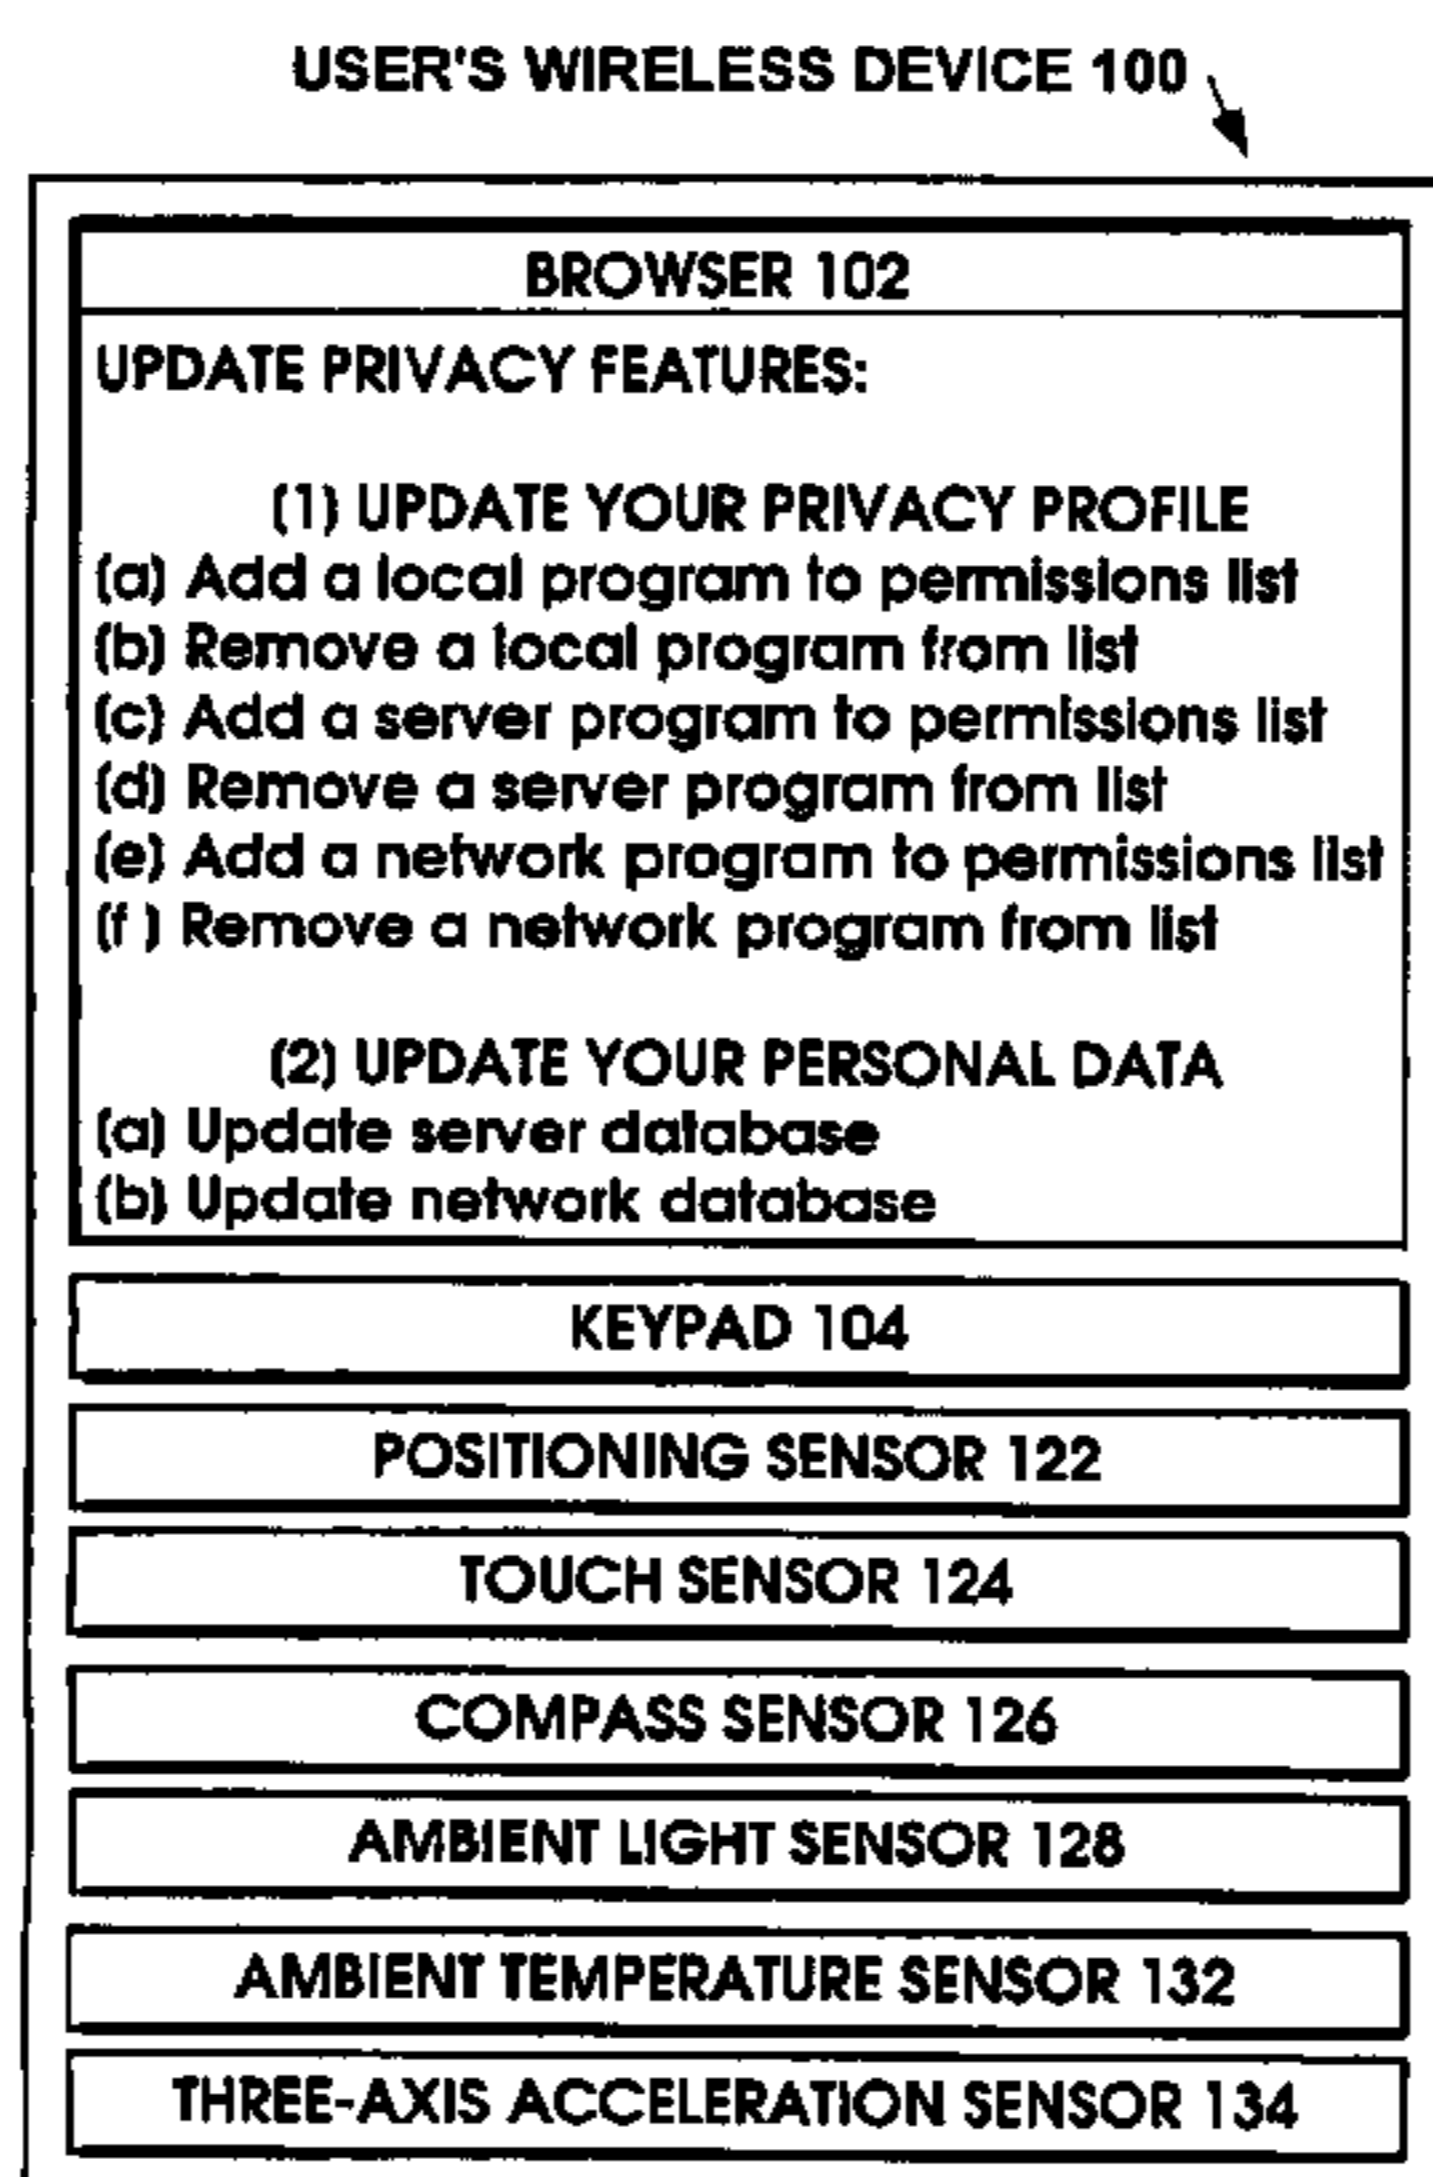 USER'S WIRELESS DEVICE 100
BROWSER 102
UPDATE PRIVACY FEATURES:
(1) UPDATE YOUR PRIVACY PROFILE
(a) Add a local program to permissions list
(b) Remove a local program from list
(c) Add a server program to permissions list
(d) Remove a server program from list
(e) Add a network program to permissions list
(f ) Remove a network program from list
(2) UPDATE YOUR PERSONAL DATA
(a) Update server database
(b) Update network database
KEYPAD 104
POSITIONING SENSOR 122
TOUCH SENSOR 124
COMPASS SENSOR 126
AMBIENT LIGHT SENSOR 128
AMBIENT TEMPERATURE SENSOR 132
THREE-AXIS ACCELERATION SENSOR 134